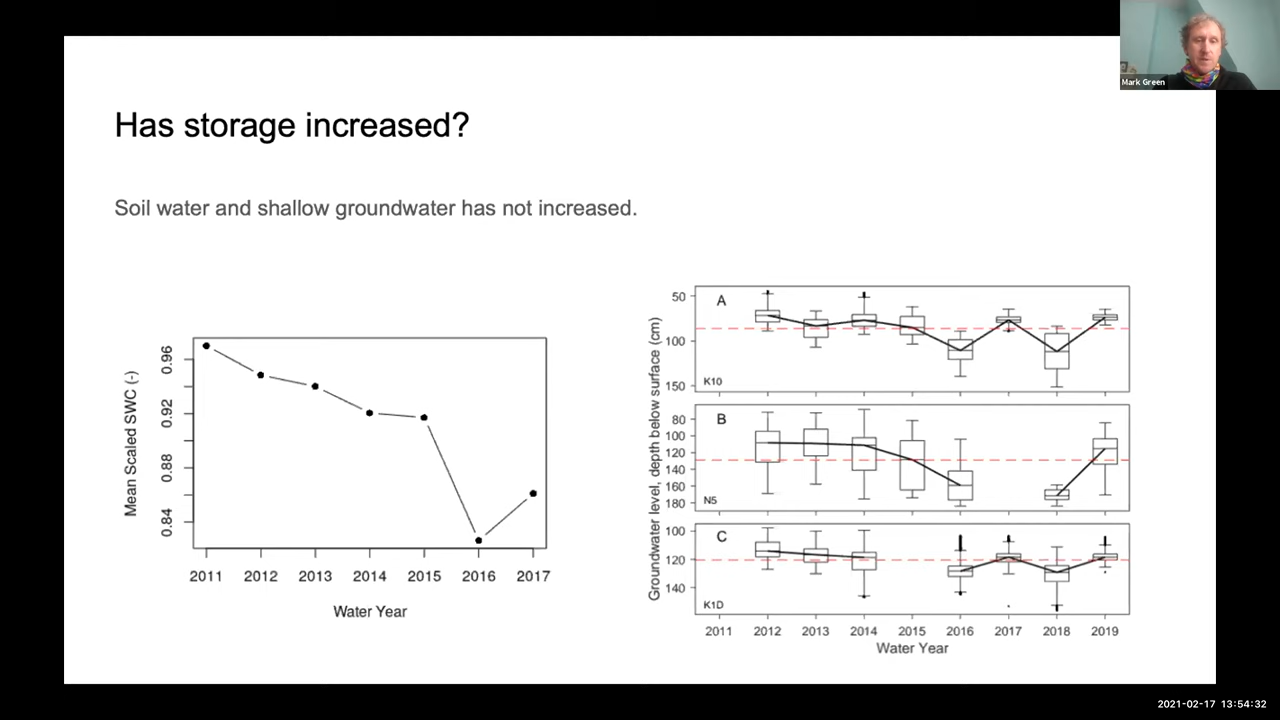 Mark Green
Has storage increased?
Soil water and shallow groundwater has not increased.
Mean Scaled SWC (-)
0.96
0.92
0.88
0.84
2011 2012 2013 2014 2015 2016 2017
Water Year
Groundwater level, depth below surface (cm)
A
50
100
150
K10
B
80
100
120
140
160
180
N5
C
100
120
140
K1D
2011 2012 2013 2014 2015 2016 2017 2018 2019
Water Year
2021-02-17 13:54:32